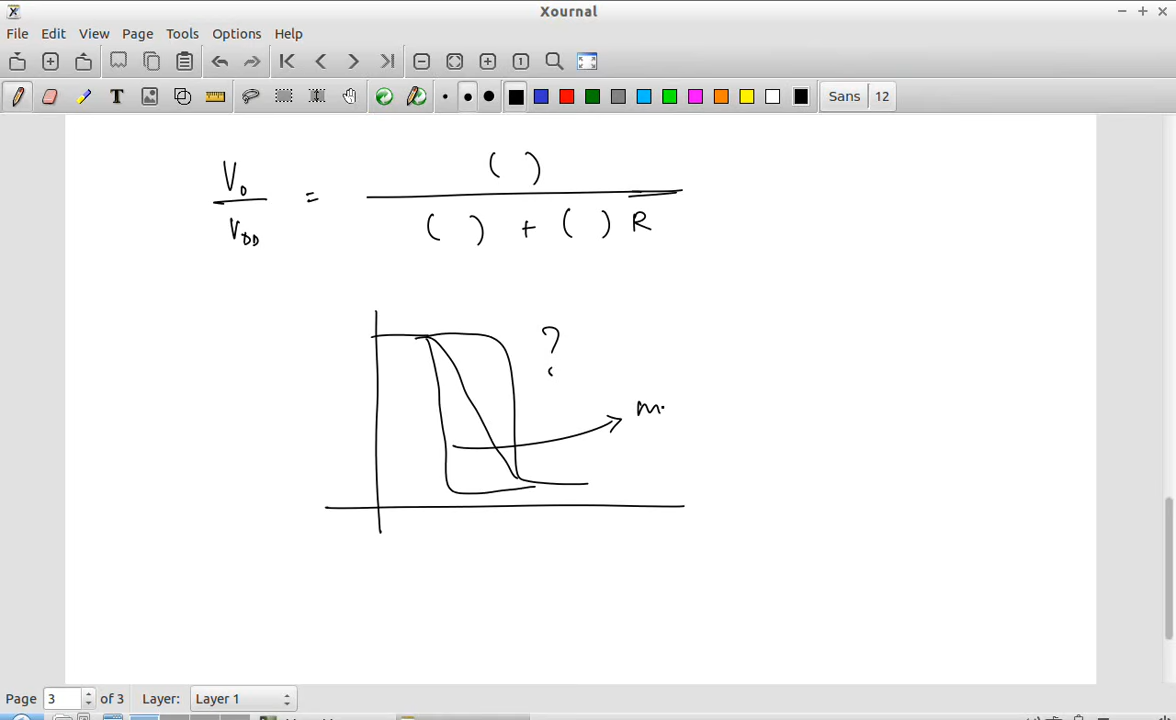 Xournal
File Edit View Page Tools Options Help
Sans 12
V0 / VDD = ( ) / ( ) + ( ) R
?
m.
Page 3 of 3 Layer: Layer 1